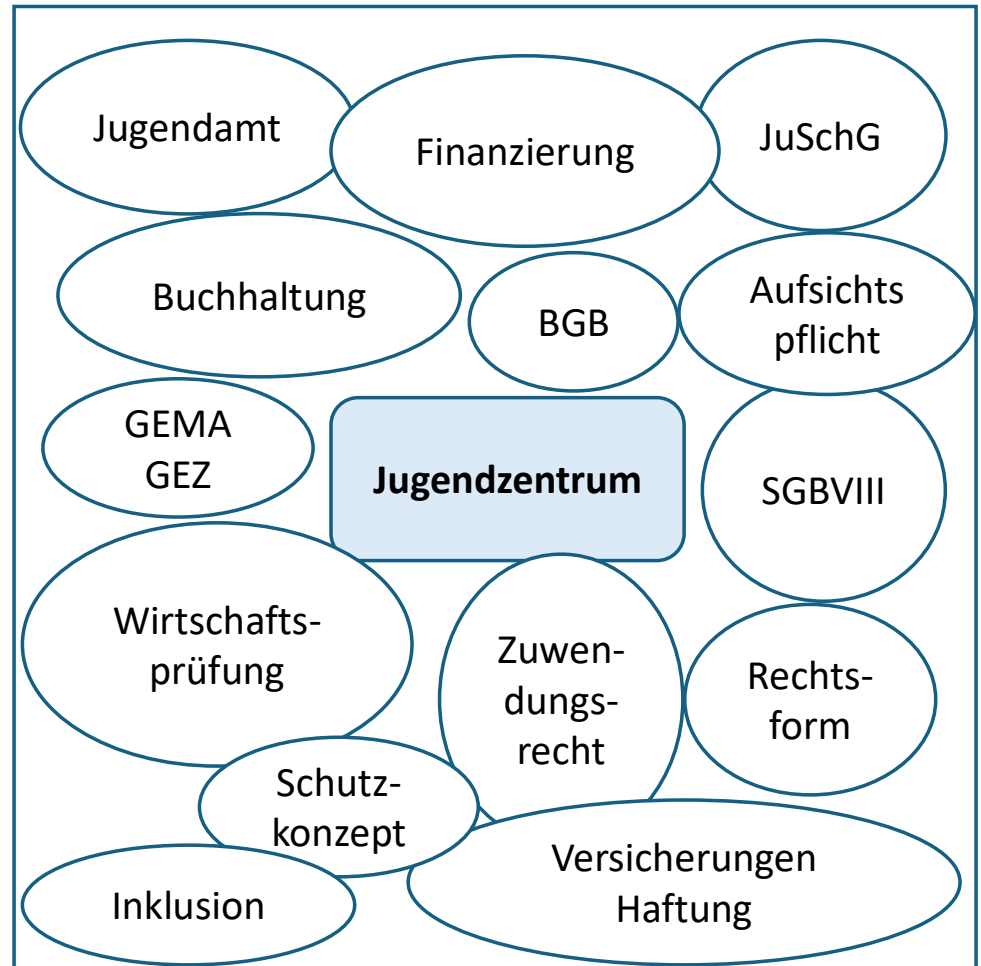 Jugendamt
Finanzierung
JuSchG
Buchhaltung
BGB
Aufsichts
pflicht
GEMA
GEZ
Jugendzentrum
SGBVIII
Wirtschafts-
prüfung
Zuwen-
dungs-
recht
Rechts-
form
Schutz-
konzept
Versicherungen
Haftung
Inklusion